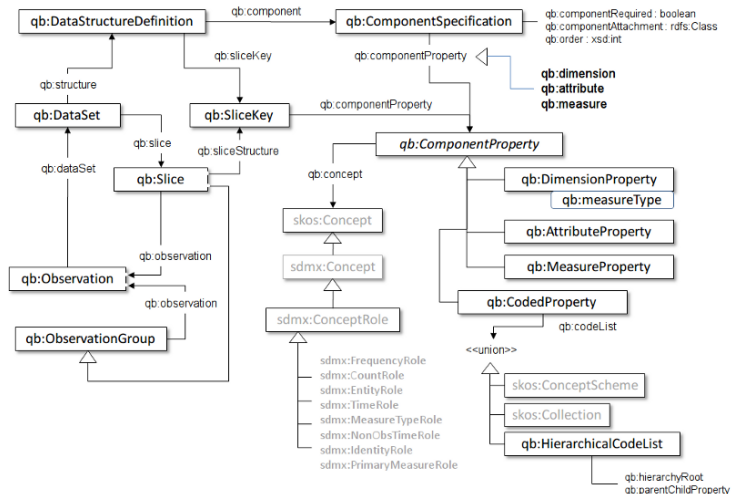 qb:DataStructureDefinition
qb:component
qb:ComponentSpecification
qb:componentRequired : boolean
qb:componentAttachment : rdfs:Class
qb:order : xsd:int
qb:sliceKey
qb:componentProperty
qb:structure
qb:dimension
qb:attribute
qb:measure
qb:DataSet
qb:SliceKey
qb:componentProperty
qb:slice
qb:sliceStructure
qb:ComponentProperty
qb:dataSet
qb:Slice
qb:concept
qb:DimensionProperty
qb:measureType
skos:Concept
qb:AttributeProperty
qb:observation
sdmx:Concept
qb:MeasureProperty
qb:Observation
qb:observation
qb:CodedProperty
sdmx:ConceptRole
qb:codeList
qb:ObservationGroup
<<union>>
sdmx:FrequencyRole
sdmx:CountRole
sdmx:EntityRole
sdmx:TimeRole
sdmx:MeasureTypeRole
sdmx:NonObsTimeRole
sdmx:IdentityRole
sdmx:PrimaryMeasureRole
skos:ConceptScheme
skos:Collection
qb:HierarchicalCodeList
qb:hierarchyRoot
qb:parentChildProperty